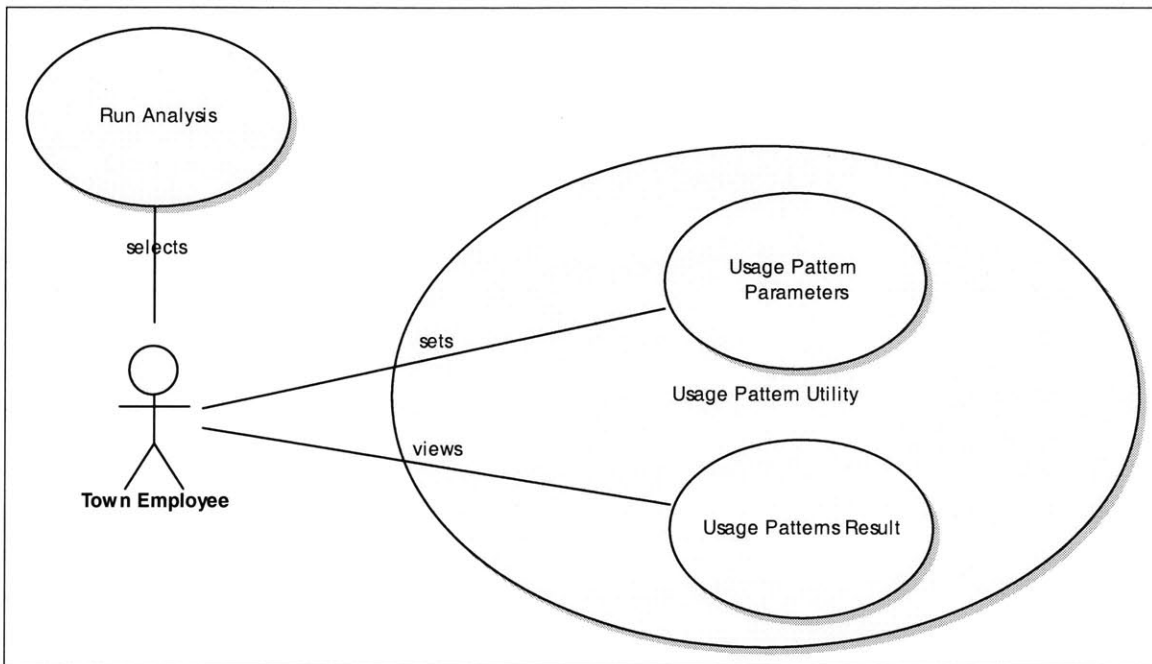 Run Analysis
selects
Usage Pattern
Parameters
sets
Usage Pattern Utility
views
Town Employee
Usage Patterns Result